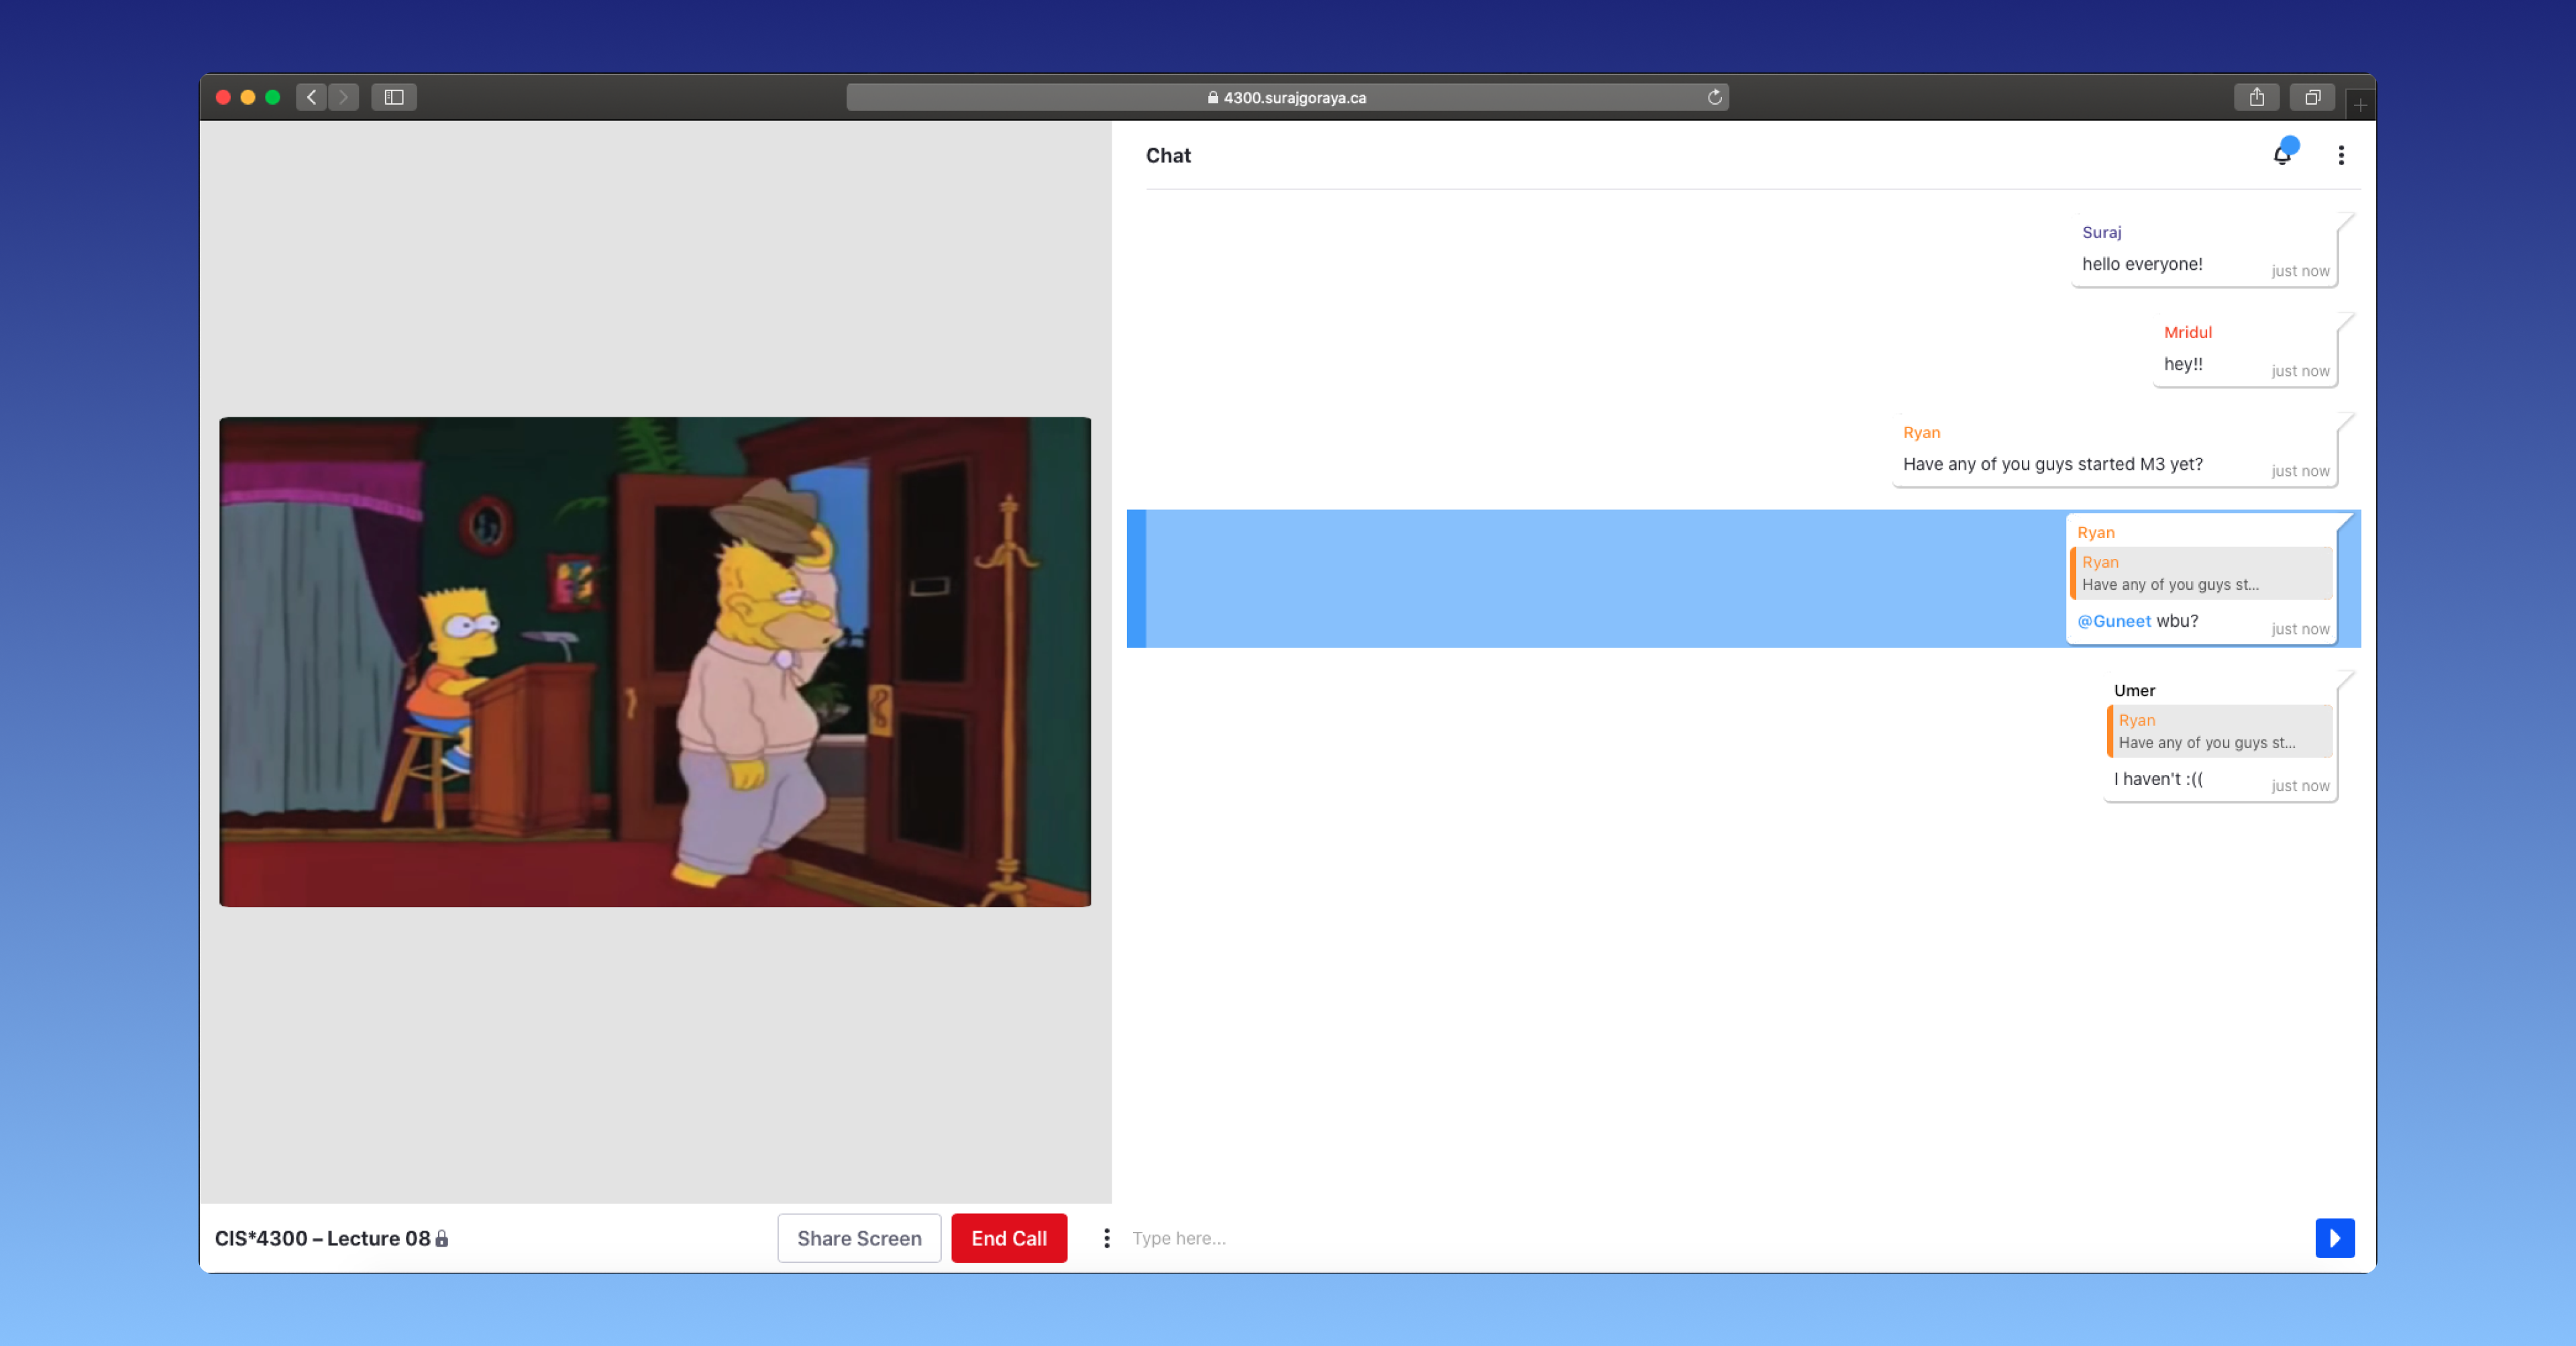 4300.surajgoraya.ca
Chat
Suraj
hello everyone!
just now
Mridul
hey!!
just now
Ryan
Have any of you guys started M3 yet?
just now
Ryan
Ryan
Have any of you guys st...
@Guneet wbu?
just now
Umer
Ryan
Have any of you guys st...
I haven't :((
just now
CIS*4300 – Lecture 08
Share Screen
End Call
Type here...